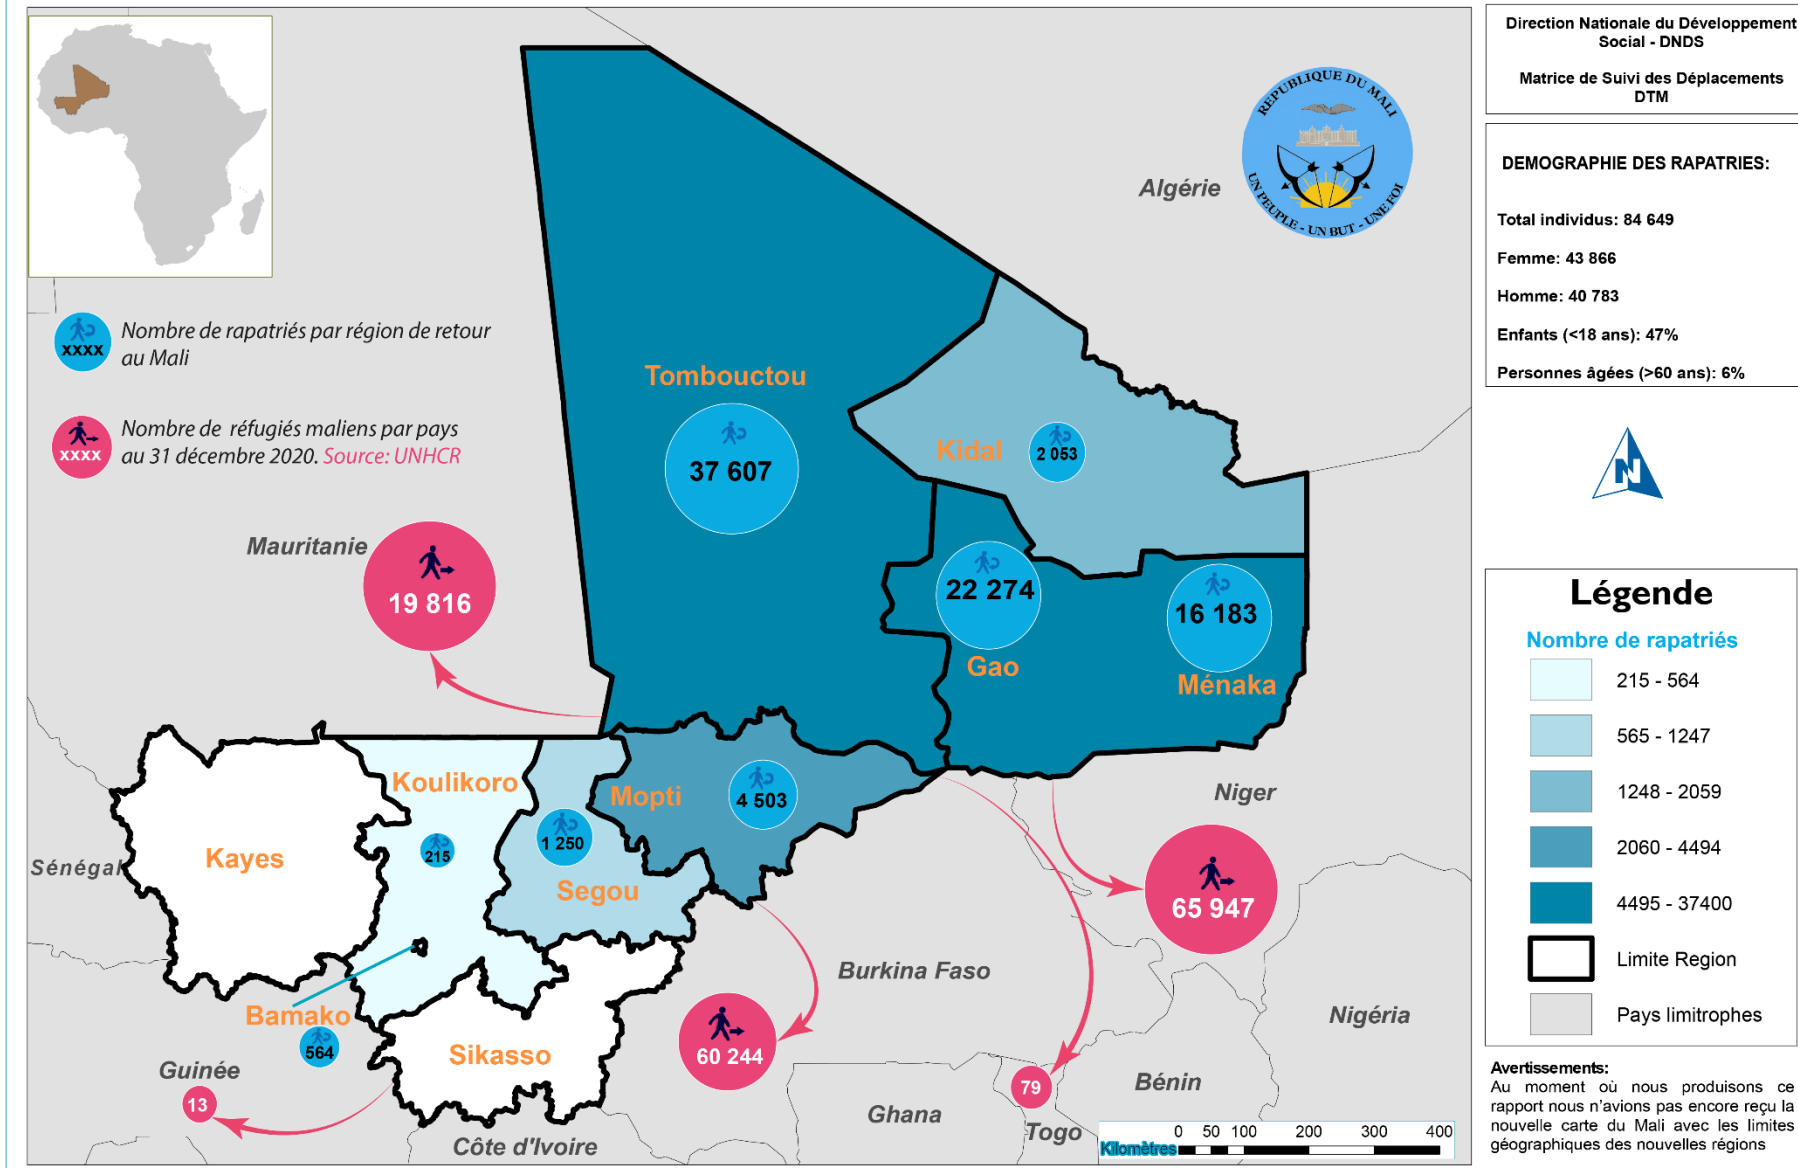 Direction Nationale du Développement
Social - DNDS
Matrice de Suivi des Déplacements
DTM
DEMOGRAPHIE DES RAPATRIES:
Total individus: 84 649
Femme: 43 866
Homme: 40 783
Enfants (<18 ans): 47%
Personnes âgées (>60 ans): 6%
REPUBLIQUE DU MALI
UN PEUPLE - UN BUT - UNE FOI
Algérie
xxxx
Nombre de rapatriés par région de retour
au Mali
xxxx
Nombre de réfugiés maliens par pays
au 31 décembre 2020. Source: UNHCR
Tombouctou
37 607
Kidal
2 053
Mauritanie
19 816
22 274
Gao
16 183
Ménaka
Koulikoro
215
Mopti
4 503
1 250
Segou
Niger
65 947
Sénégal
Kayes
Bamako
564
Sikasso
Burkina Faso
60 244
Nigéria
Guinée
13
79
Bénin
Ghana
Togo
Côte d'Ivoire
Kilomètres
0 50 100 200 300 400
N
Légende
Nombre de rapatriés
215 - 564
565 - 1247
1248 - 2059
2060 - 4494
4495 - 37400
Limite Region
Pays limitrophes
Avertissements:
Au moment où nous produisons ce
rapport nous n'avions pas encore reçu la
nouvelle carte du Mali avec les limites
géographiques des nouvelles régions